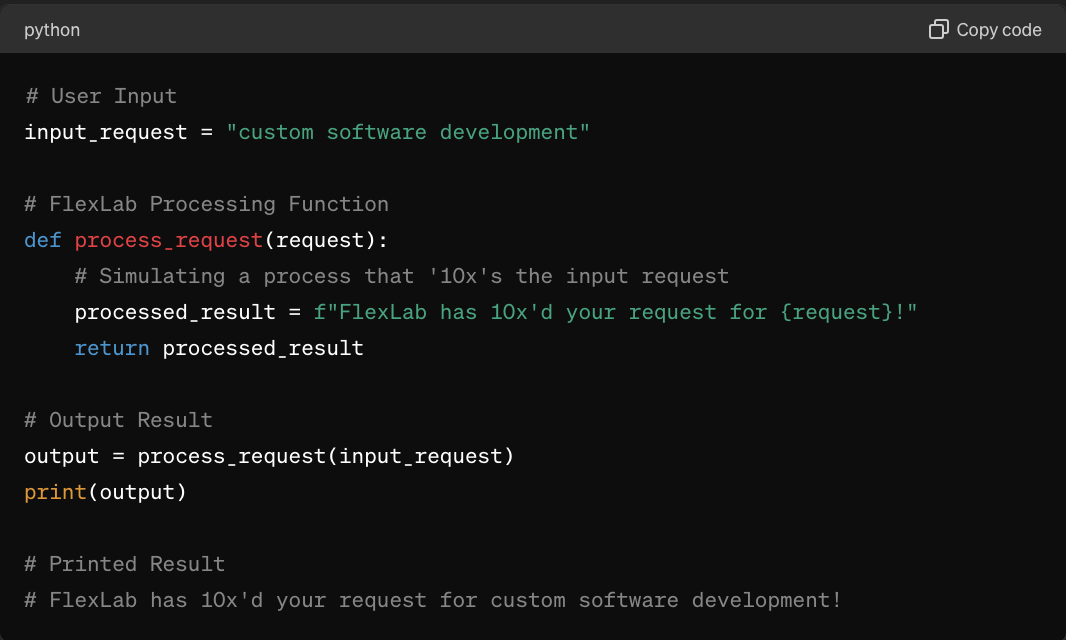 python
Copy code
# User Input
input_request = "custom software development"
# FlexLab Processing Function
def process_request(request):
    # Simulating a process that '10x's the input request
    processed_result = f"FlexLab has 10x'd your request for {request}!"
    return processed_result
# Output Result
output = process_request(input_request)
print(output)
# Printed Result
# FlexLab has 10x'd your request for custom software development!